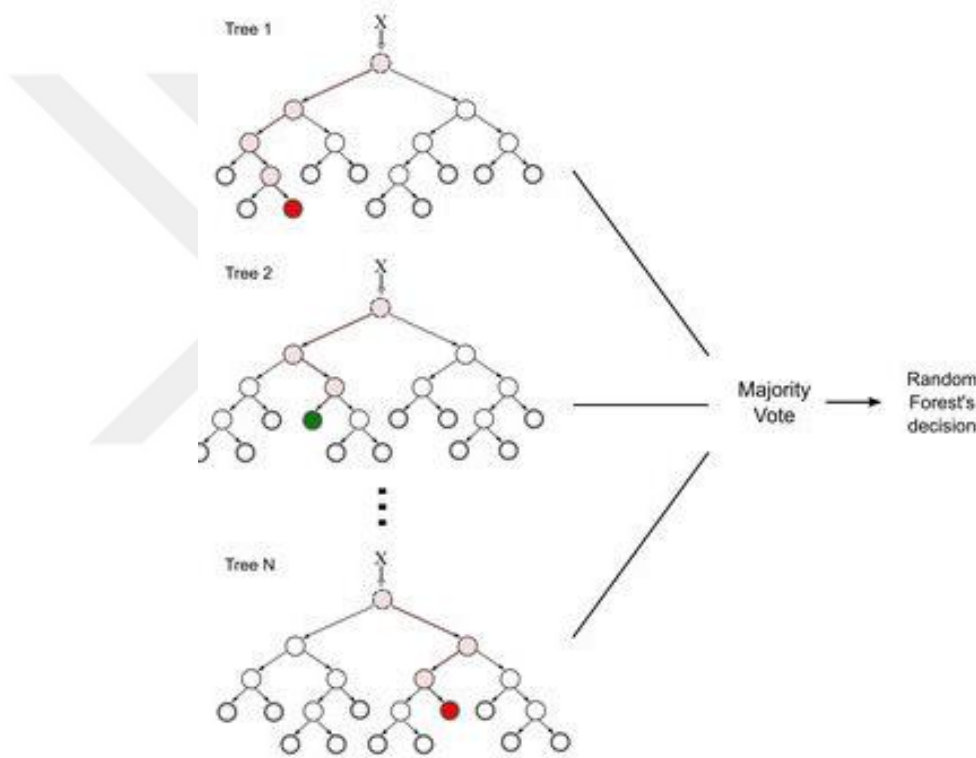 Tree 1
X
Tree 2
X
Majority
Vote
Random
Forest's
decision
Tree N
X